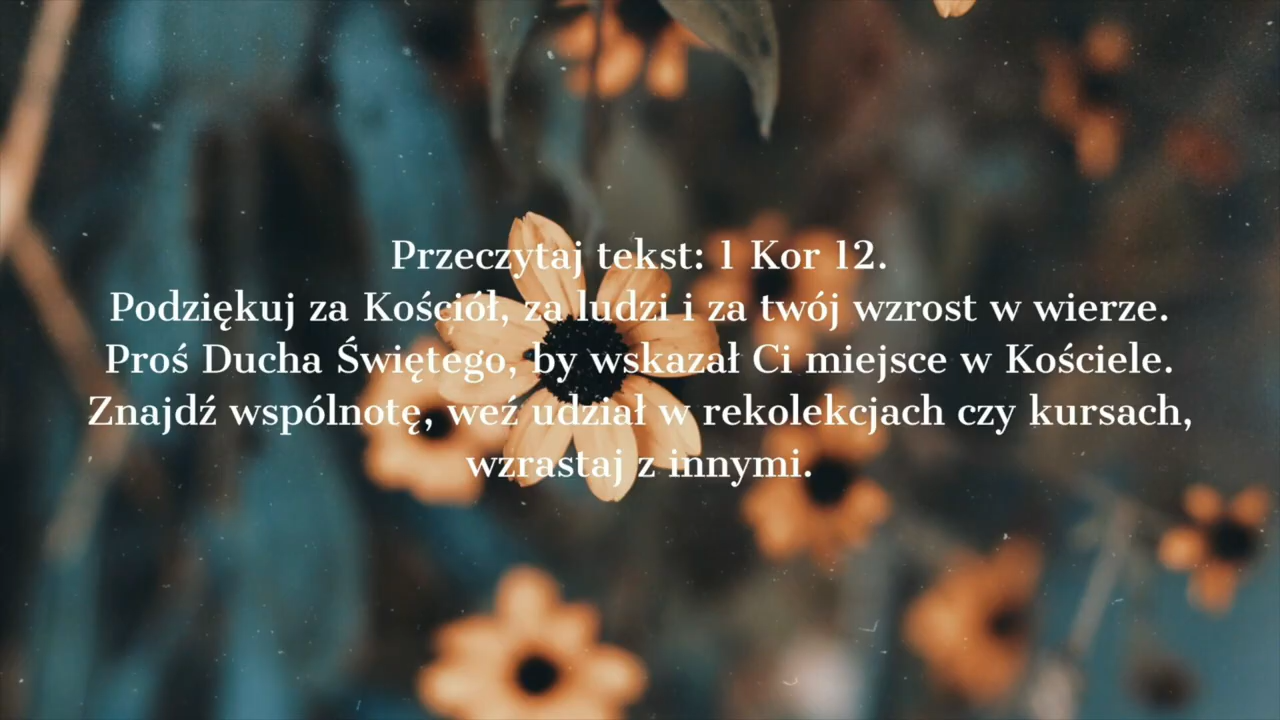 Przeczytaj tekst: 1 Kor 12.
Podziękuj za Kościół, za ludzi i za twój wzrost w wierze.
Proś Ducha Świętego, by wskazał Ci miejsce w Kościele.
Znajdź wspólnotę, weź udział w rekolekcjach czy kursach,
wzrastaj z innymi.